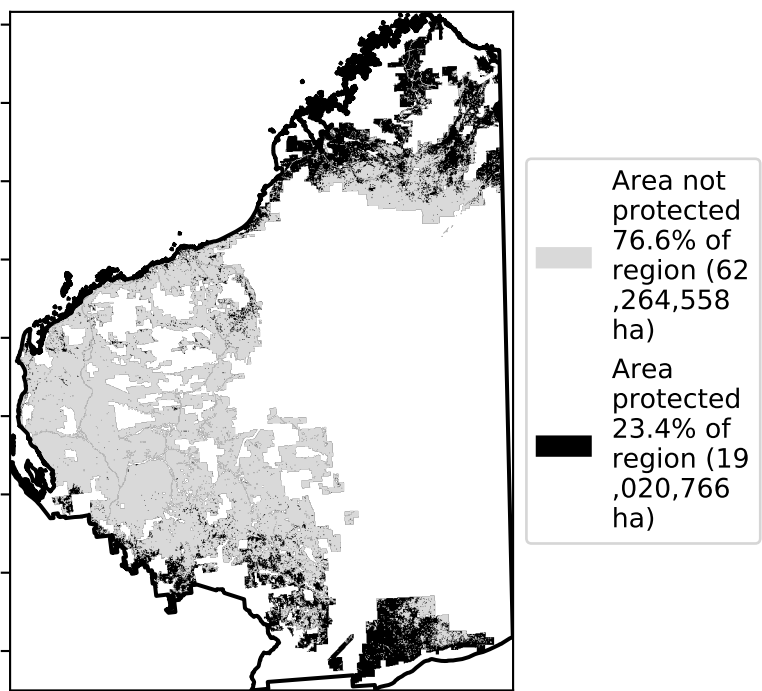 Area not
protected
76.6% of
region (62
,264,558
ha)
Area
protected
23.4% of
region (19
,020,766
ha)